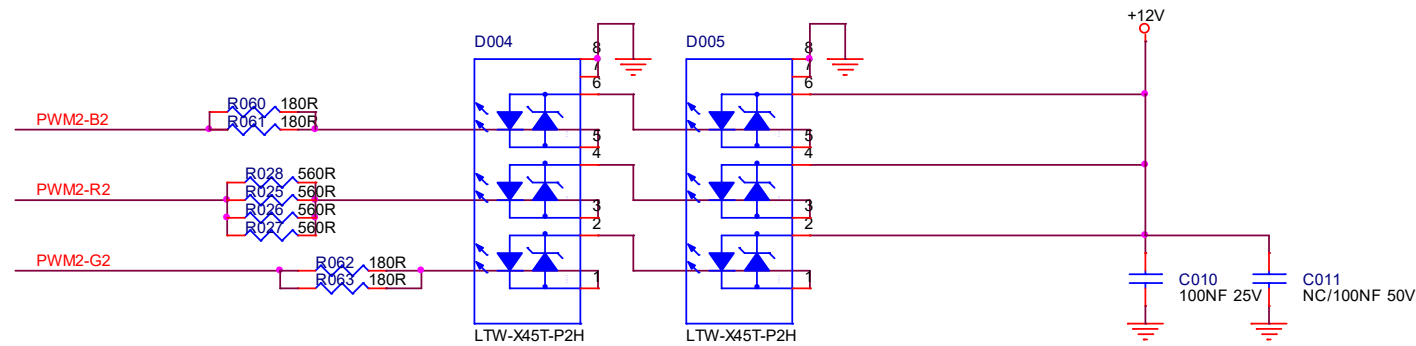 +12V
D004
D005
8
7
6
8
7
6
R060 180R
R061 180R
PWM2-B2
5
4
5
4
R028 560R
R025 560R
R026 560R
R027 560R
PWM2-R2
3
2
3
2
PWM2-G2
R062 180R
R063 180R
1
1
C010
100NF 25V
C011
NC/100NF 50V
LTW-X45T-P2H
LTW-X45T-P2H